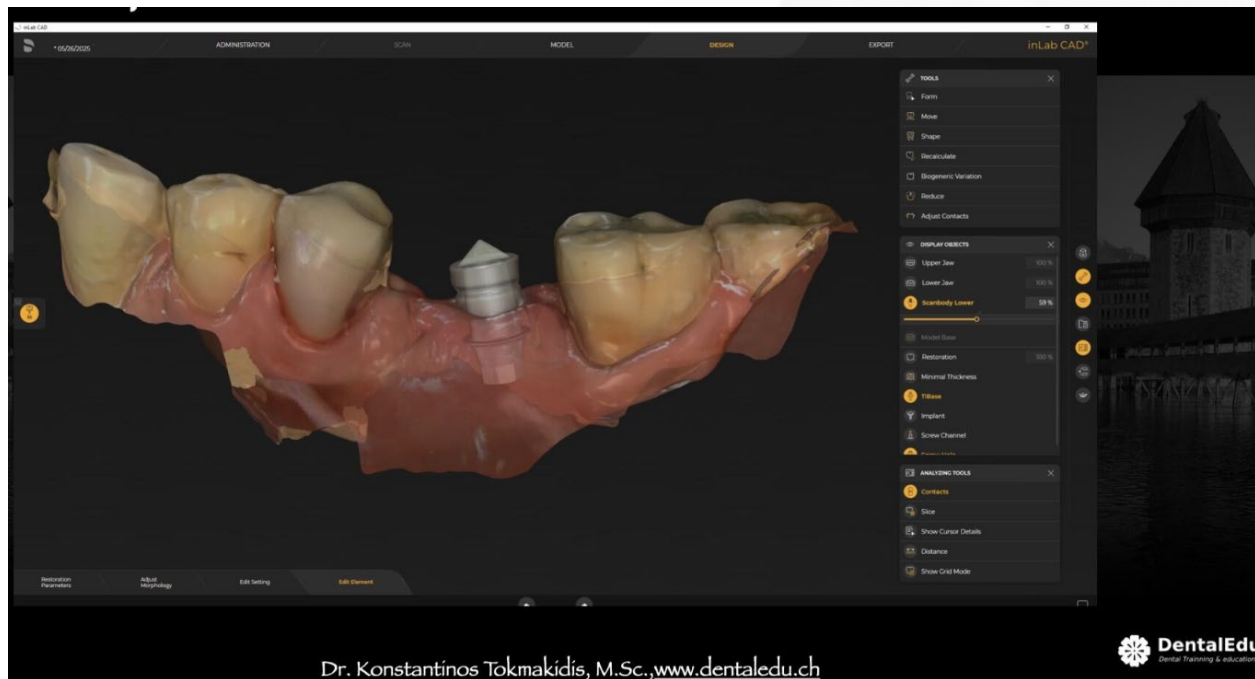 inLab CAD
* 05/26/2025
ADMINISTRATION
SCAN
MODEL
DESIGN
EXPORT
inLab CAD
TOOLS
Form
Move
Shape
Recalculate
Biogeneric Variation
Reduce
Adjust Contacts
DISPLAY OBJECTS
Upper Jaw 100 %
Lower Jaw 100 %
Scanbody Lower 59 %
Model Base
Restoration 100 %
Minimal Thickness
TiBase
Implant
Screw Channel
ANALYZING TOOLS
Contacts
Slice
Show Cursor Details
Distance
Show Grid Mode
Restoration
Parameters
Adjust
Morphology
Edit Setting
Edit Element
Dr. Konstantinos Tokmakidis, M.Sc.,www.dentaledu.ch
DentalEdu
Dental Trainning & education